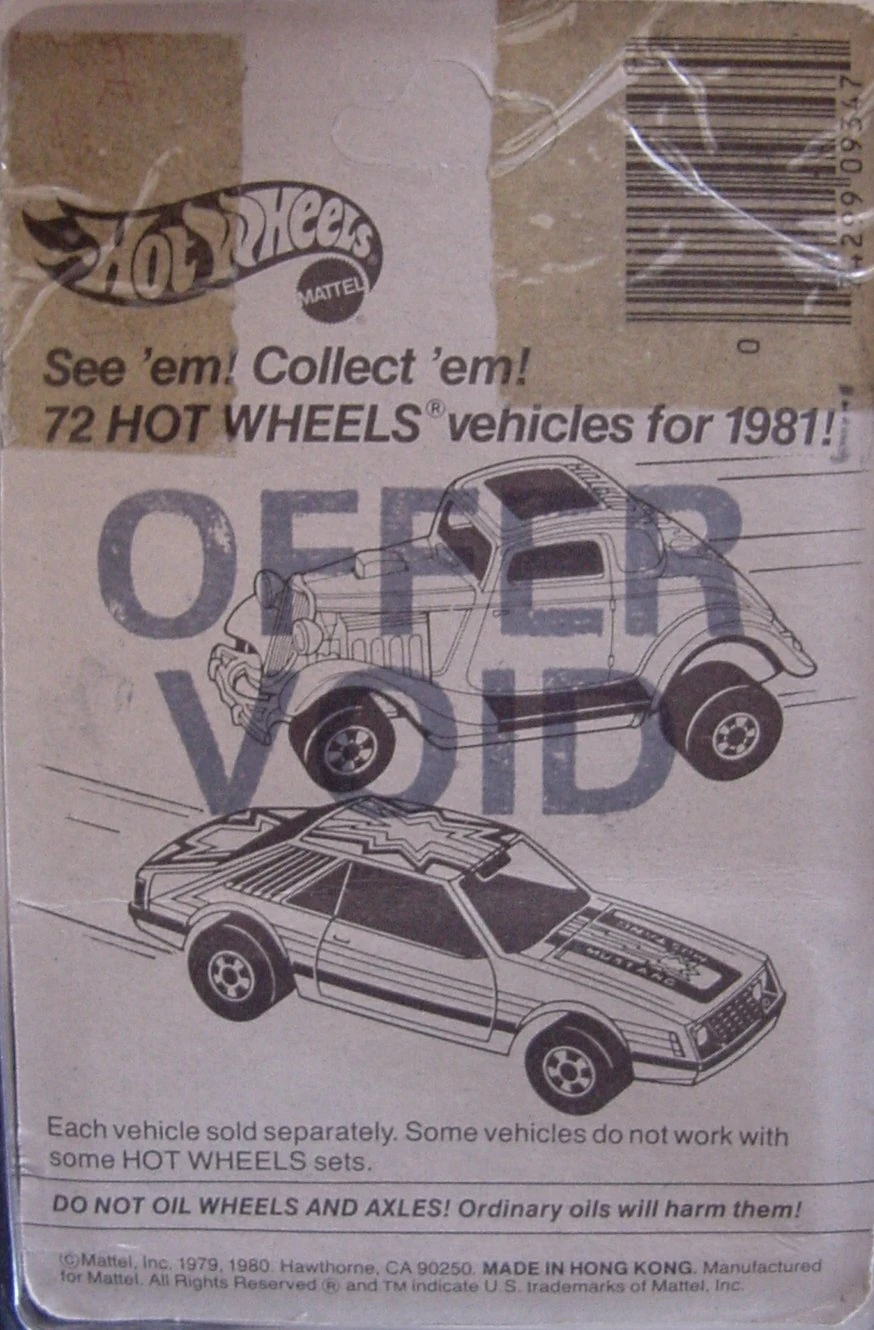 HOT WHEELS
MATTEL
®
0
See 'em! Collect 'em!
72 HOT WHEELS® vehicles for 1981!
OFFER
VOID
MUSTANG
Each vehicle sold separately. Some vehicles do not work with
some HOT WHEELS sets.
DO NOT OIL WHEELS AND AXLES! Ordinary oils will harm them!
©Mattel, Inc. 1979, 1980. Hawthorne, CA 90250. MADE IN HONG KONG. Manufactured
for Mattel. All Rights Reserved ® and TM indicate U.S. trademarks of Mattel, Inc.